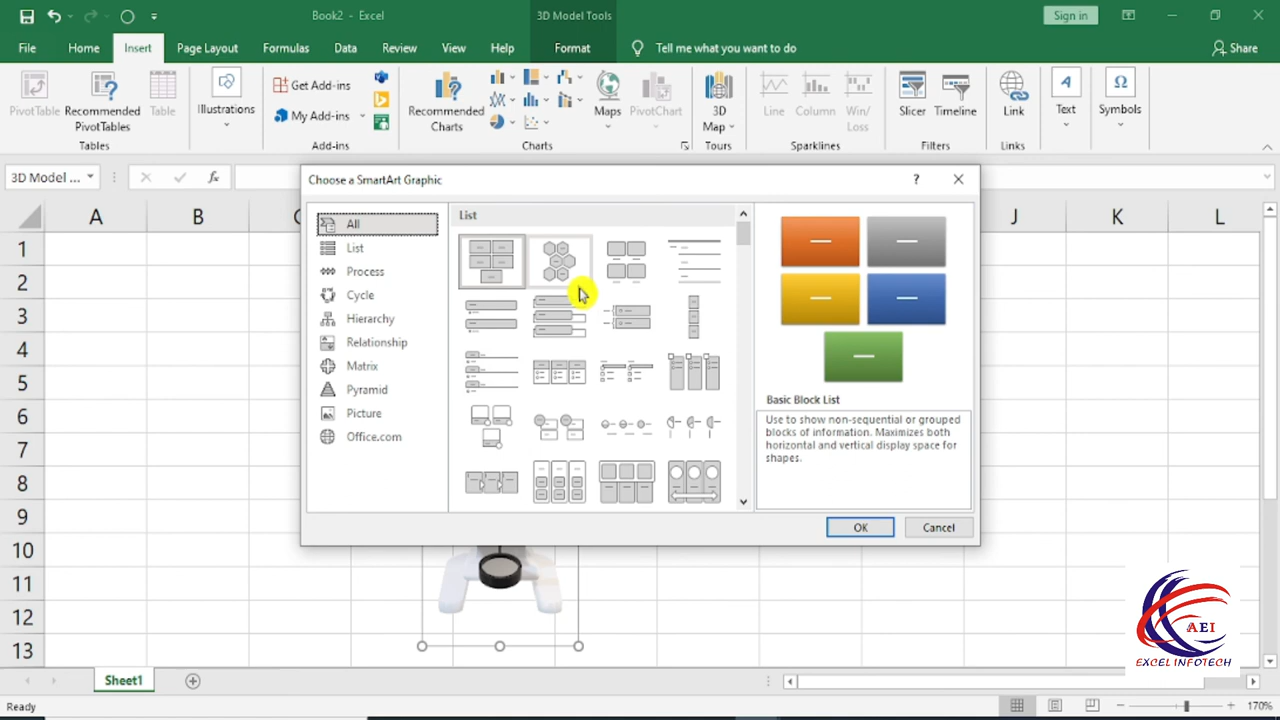 Book2 - Excel
3D Model Tools
Sign in
File
Home
Insert
Page Layout
Formulas
Data
Review
View
Help
Format
Tell me what you want to do
Share
PivotTable
Recommended
PivotTables
Table
Illustrations
Get Add-ins
My Add-ins
Recommended
Charts
Maps
PivotChart
3D
Map
Line
Column
Win/
Loss
Slicer
Timeline
Link
Text
Symbols
Tables
Add-ins
Charts
Tours
Sparklines
Filters
Links
3D Model ...
fx
A
B
C
J
K
L
1
2
3
4
5
6
7
8
9
10
11
12
13
Choose a SmartArt Graphic
?
All
List
Process
Cycle
Hierarchy
Relationship
Matrix
Pyramid
Picture
Office.com
List
Basic Block List
Use to show non-sequential or grouped
blocks of information. Maximizes both
horizontal and vertical display space for
shapes.
OK
Cancel
AEI
EXCEL INFOTECH
Sheet1
Ready
170%